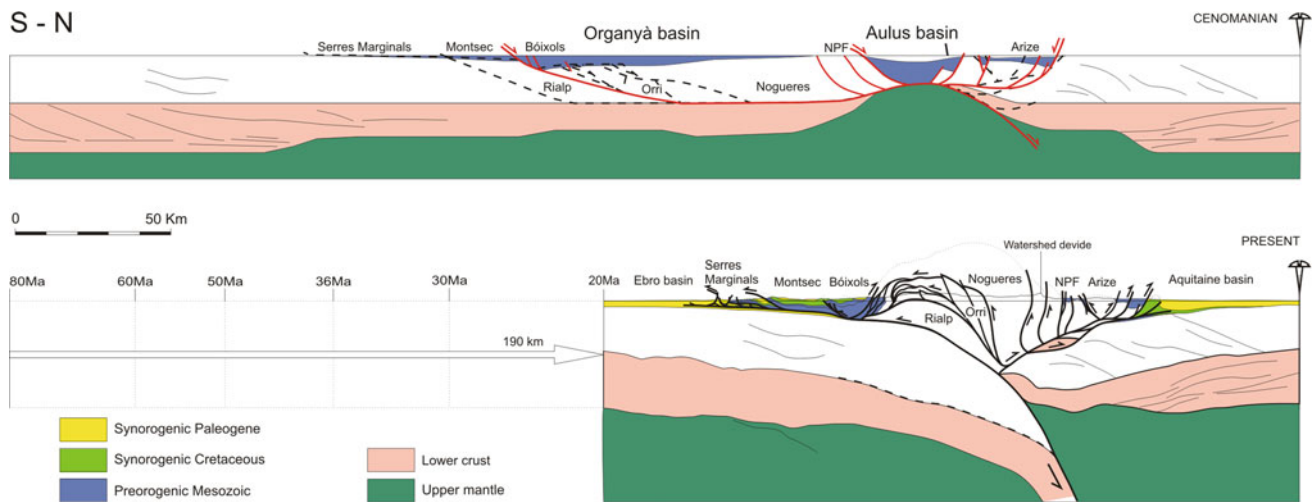 S - N
CENOMANIAN
Organyà basin
Aulus basin
Serres Marginals
Montsec
Bóixols
NPF
Arize
Rialp
Orri
Nogueres
0
50 Km
Watershed devide
PRESENT
80Ma
60Ma
50Ma
36Ma
30Ma
20Ma
Ebro basin
Serres
Marginals
Montsec
Bóixols
Nogueres
NPF
Arize
Aquitaine basin
Rialp
Orri
190 km
Synorogenic Paleogene
Synorogenic Cretaceous
Preorogenic Mesozoic
Lower crust
Upper mantle